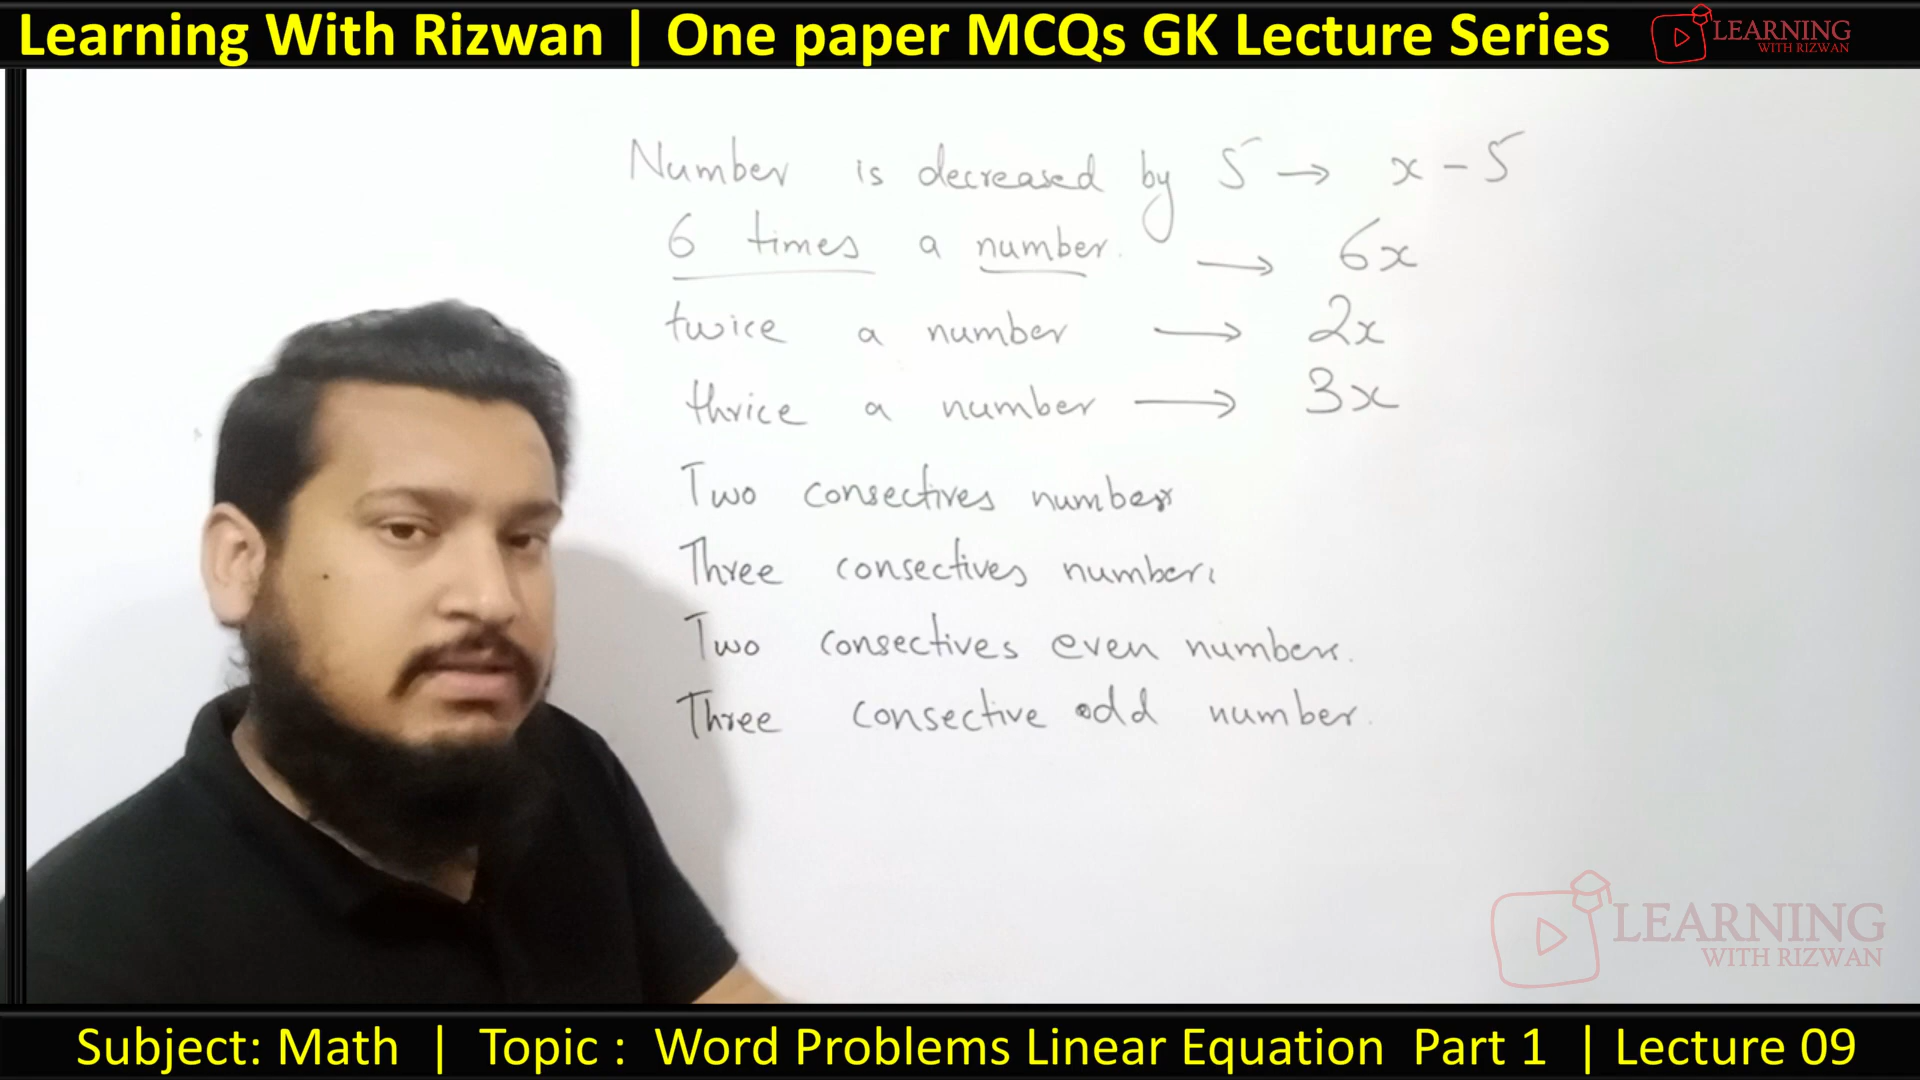 Learning With Rizwan | One paper MCQs GK Lecture Series
LEARNING
WITH RIZWAN
Number is decreased by 5 → x - 5
6 times a number. → 6x
twice a number → 2x
thrice a number → 3x
Two consectives numbers
Three consectives numbers
Two consectives even numbers.
Three consective odd number.
LEARNING
WITH RIZWAN
Subject: Math | Topic : Word Problems Linear Equation Part 1 | Lecture 09